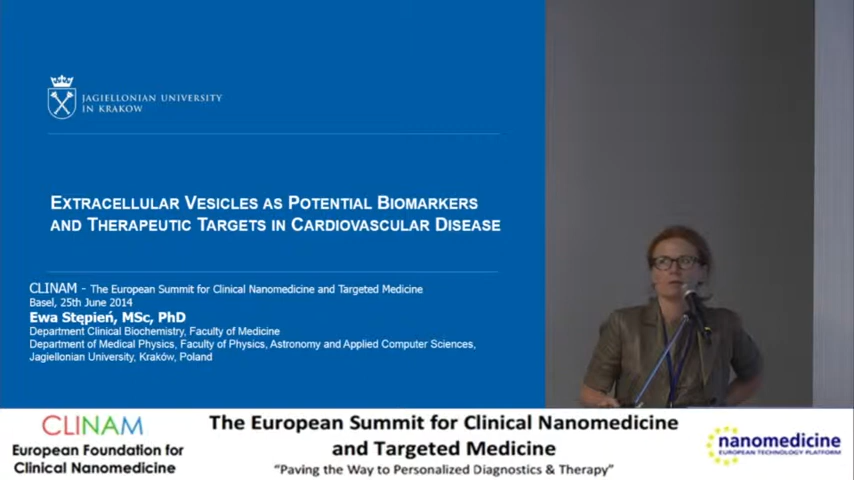 JAGIELLONIAN UNIVERSITY
IN KRAKOW
EXTRACELLULAR VESICLES AS POTENTIAL BIOMARKERS
AND THERAPEUTIC TARGETS IN CARDIOVASCULAR DISEASE
CLINAM - The European Summit for Clinical Nanomedicine and Targeted Medicine
Basel, 25th June 2014
Ewa Stępień, MSc, PhD
Department Clinical Biochemistry, Faculty of Medicine
Department of Medical Physics, Faculty of Physics, Astronomy and Applied Computer Sciences,
Jagiellonian University, Kraków, Poland
CLINAM
European Foundation for
Clinical Nanomedicine
The European Summit for Clinical Nanomedicine
and Targeted Medicine
“Paving the Way to Personalized Diagnostics & Therapy”
nanomedicine
EUROPEAN TECHNOLOGY PLATFORM